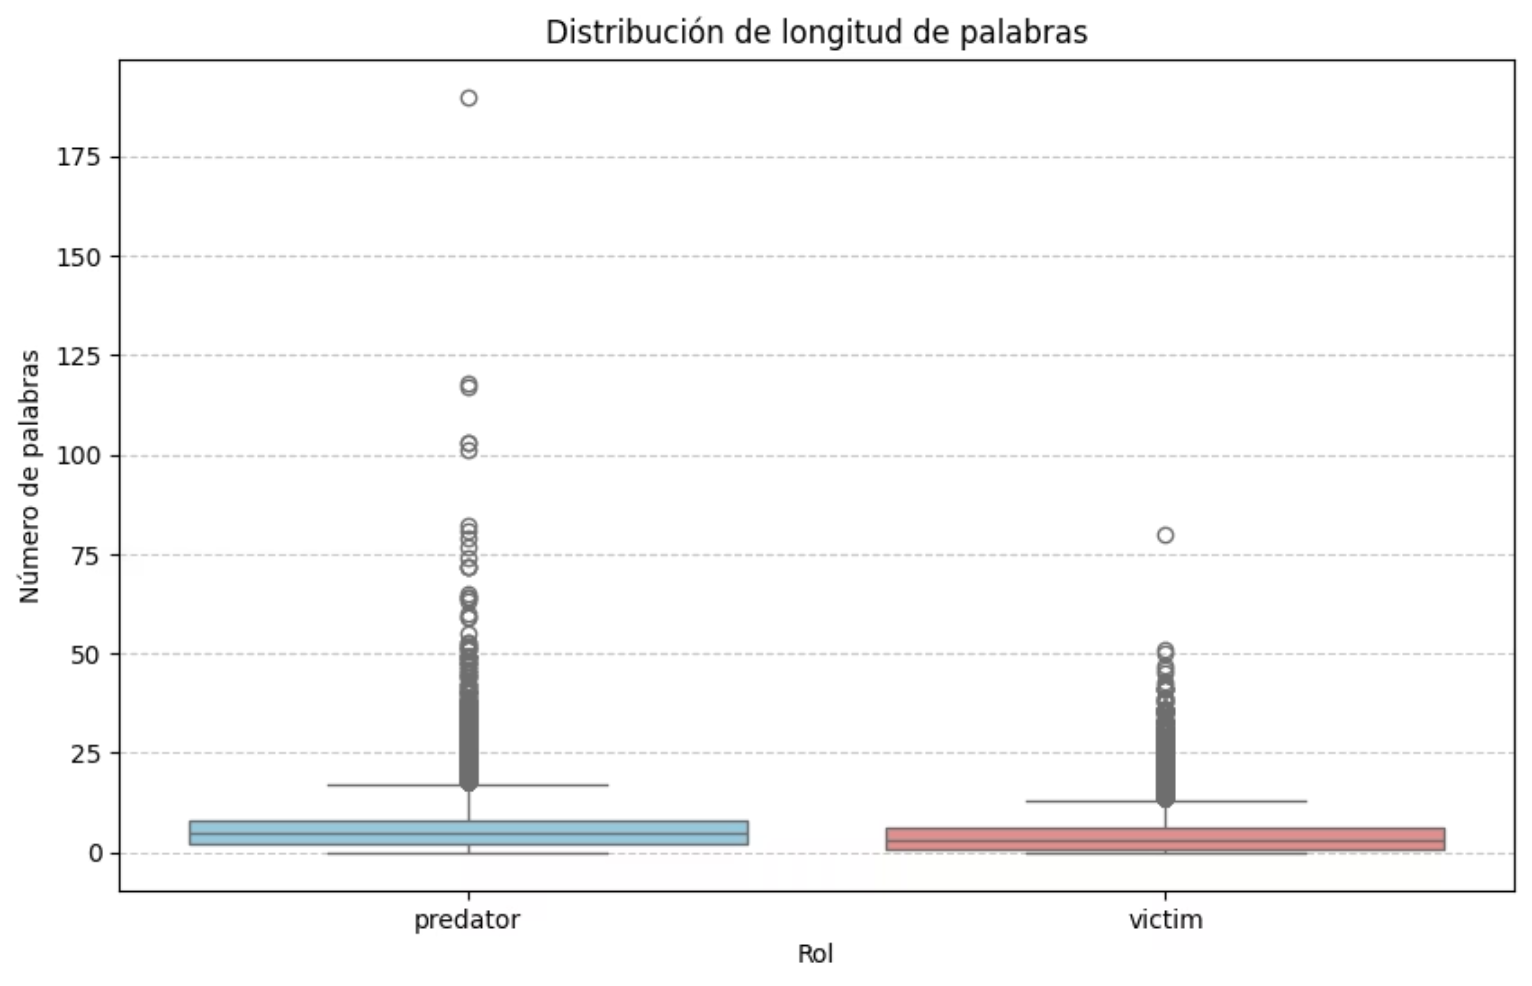 Distribución de longitud de palabras
175
150
125
100
75
50
25
0
Número de palabras
predator
victim
Rol